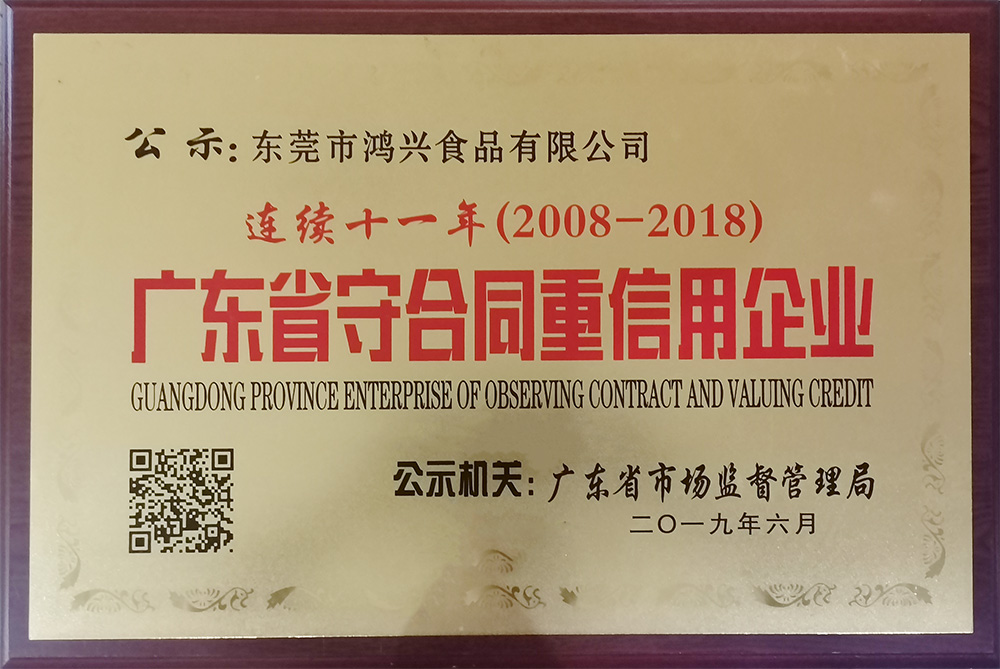 公示：东莞市鸿兴食品有限公司
连续十一年(2008-2018)
广东省守合同重信用企业
GUANGDONG PROVINCE ENTERPRISE OF OBSERVING CONTRACT AND VALUING CREDIT
公示机关：广东省市场监督管理局
二〇一九年六月